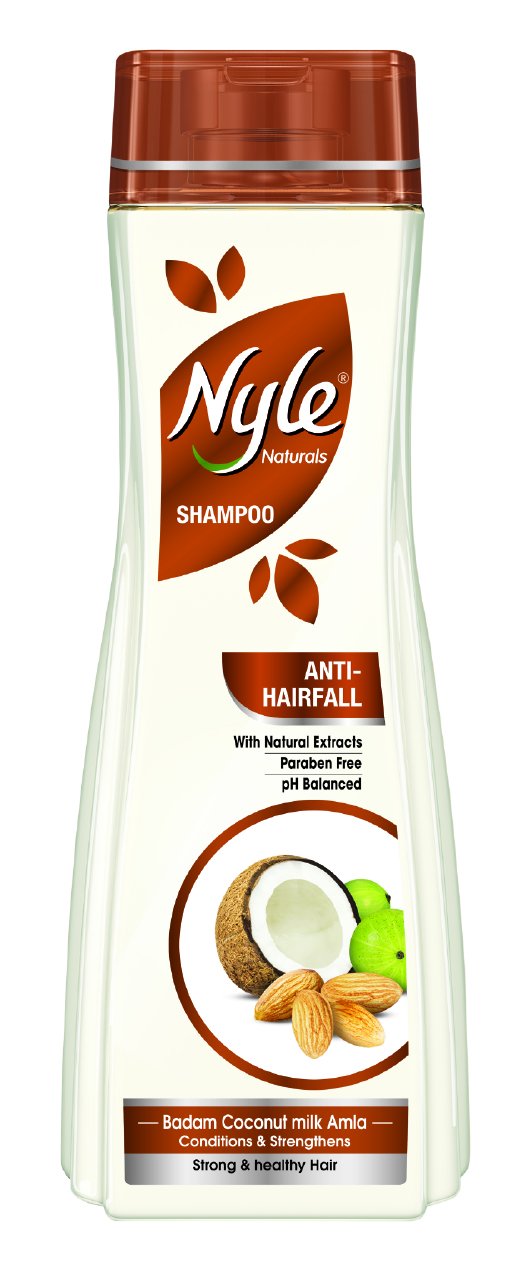 Nyle®
Naturals
SHAMPOO
ANTI-
HAIRFALL
With Natural Extracts
Paraben Free
pH Balanced
Badam Coconut milk Amla
Conditions & Strengthens
Strong & healthy Hair